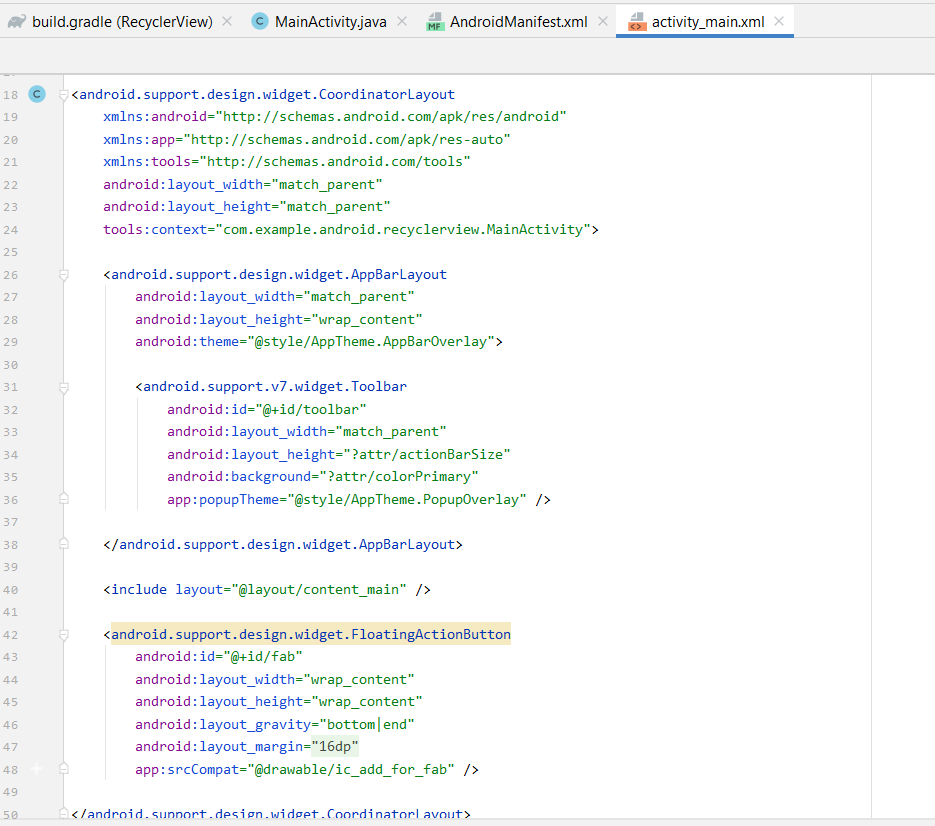 build.gradle (RecyclerView) MainActivity.java AndroidManifest.xml activity_main.xml
18 C <android.support.design.widget.CoordinatorLayout
19 xmlns:android="http://schemas.android.com/apk/res/android"
20 xmlns:app="http://schemas.android.com/apk/res-auto"
21 xmlns:tools="http://schemas.android.com/tools"
22 android:layout_width="match_parent"
23 android:layout_height="match_parent"
24 tools:context="com.example.android.recyclerview.MainActivity">
25
26 <android.support.design.widget.AppBarLayout
27 android:layout_width="match_parent"
28 android:layout_height="wrap_content"
29 android:theme="@style/AppTheme.AppBarOverlay">
30
31 <android.support.v7.widget.Toolbar
32 android:id="@+id/toolbar"
33 android:layout_width="match_parent"
34 android:layout_height="?attr/actionBarSize"
35 android:background="?attr/colorPrimary"
36 app:popupTheme="@style/AppTheme.PopupOverlay" />
37
38 </android.support.design.widget.AppBarLayout>
39
40 <include layout="@layout/content_main" />
41
42 <android.support.design.widget.FloatingActionButton
43 android:id="@+id/fab"
44 android:layout_width="wrap_content"
45 android:layout_height="wrap_content"
46 android:layout_gravity="bottom|end"
47 android:layout_margin="16dp"
48 app:srcCompat="@drawable/ic_add_for_fab" />
49
50 </android.support.design.widget.CoordinatorLayout>